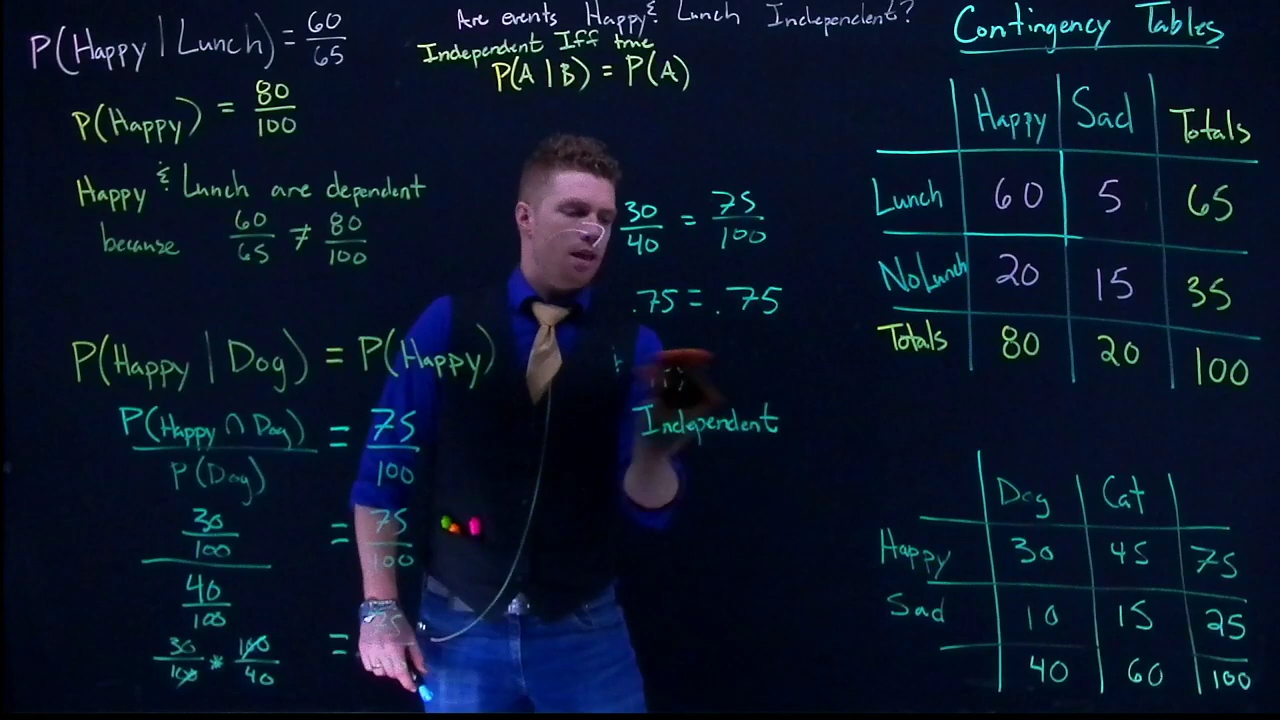 P(Happy | Lunch) = 60/65
P(Happy) = 80/100
Happy & Lunch are dependent
because 60/65 ≠ 80/100
Are events Happy & Lunch Independent?
Independent Iff true
P(A | B) = P(A)
P(Happy | Dog) = P(Happy)
P(Happy ∩ Dog)/P(Dog) = 75/100
30/100 / 40/100 = 75/100
30/100 * 100/40 =
30/40 = 75/100
.75 = .75
Independent
Contingency Tables
Happy Sad Totals
Lunch 60 5 65
No Lunch 20 15 35
Totals 80 20 100
Dog Cat
Happy 30 45 75
Sad 10 15 25
40 60 100